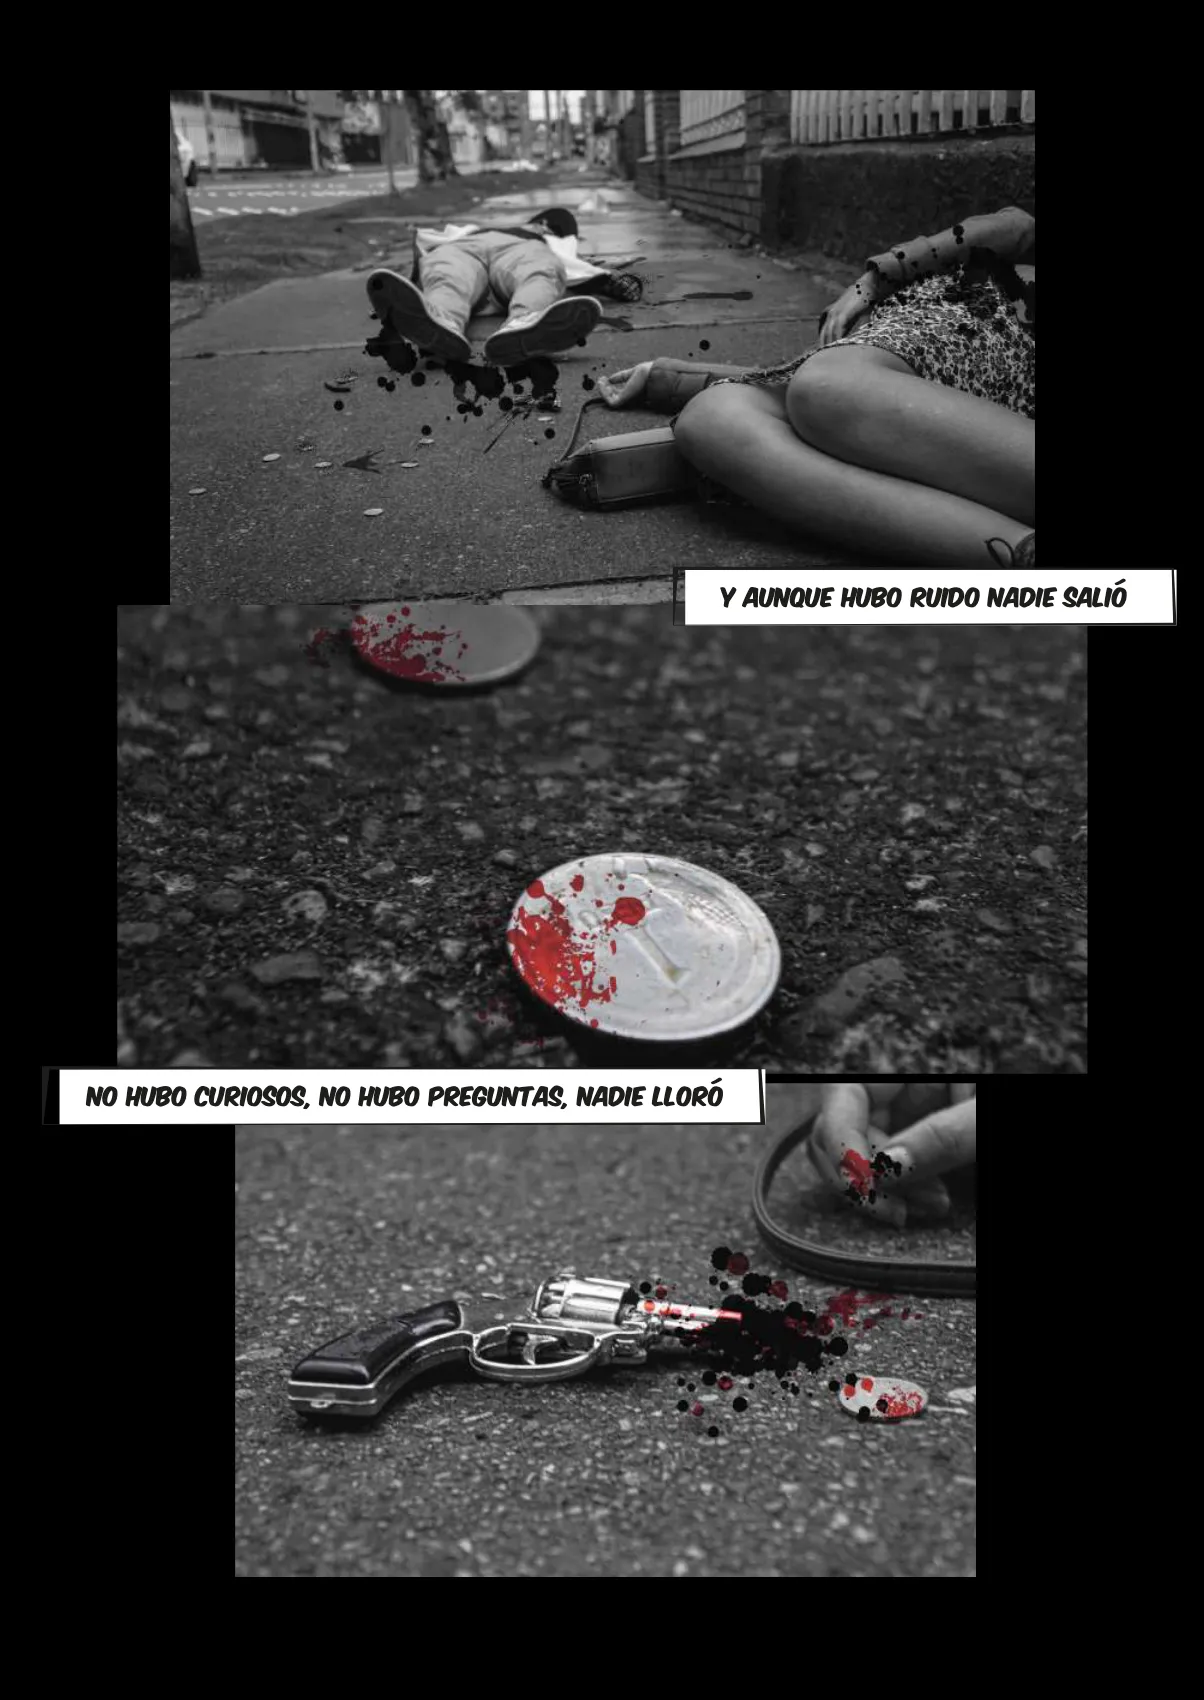 Y AUNQUE HUBO RUIDO NADIE SALIÓ
NO HUBO CURIOSOS, NO HUBO PREGUNTAS, NADIE LLORÓ